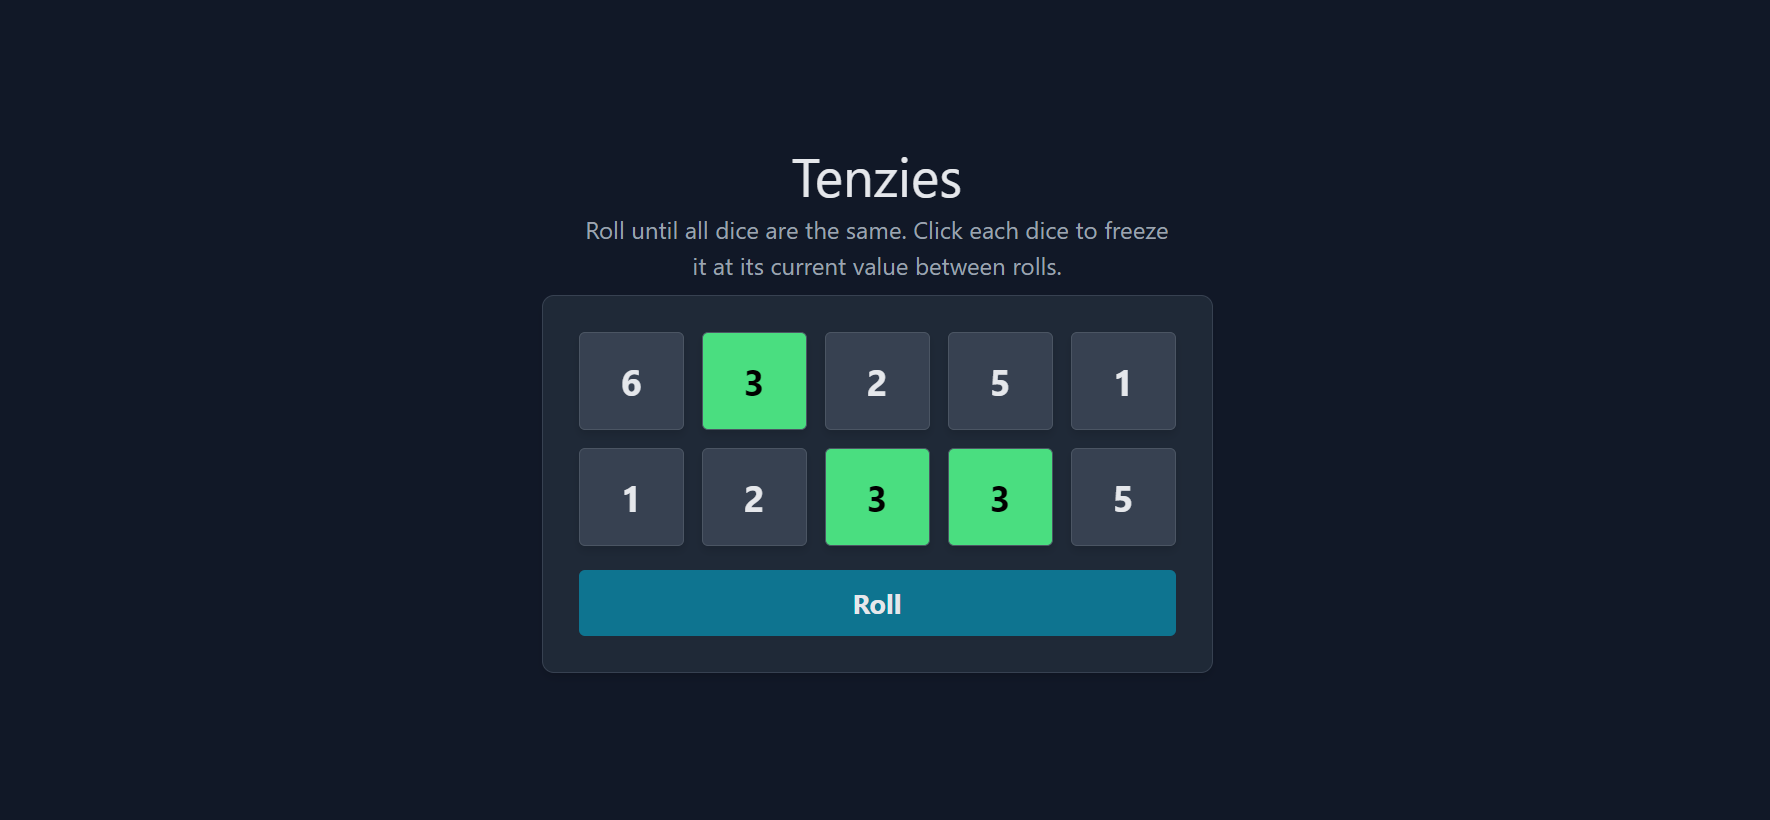 Tenzies
Roll until all dice are the same. Click each dice to freeze
it at its current value between rolls.
6 3 2 5 1
1 2 3 3 5
Roll